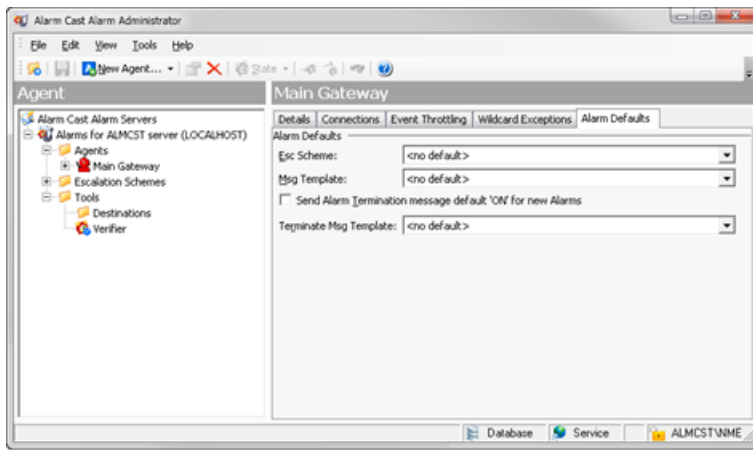 Alarm Cast Alarm Administrator
File Edit View Tools Help
New Agent... State
Agent
Main Gateway
Alarm Cast Alarm Servers
Alarms for ALMCST server (LOCALHOST)
Agents
Main Gateway
Escalation Schemes
Tools
Destinations
Verifier
Details Connections Event Throttling Wildcard Exceptions Alarm Defaults
Alarm Defaults
Esc Scheme: <no default>
Msg Template: <no default>
Send Alarm Termination message default 'ON' for new Alarms
Terminate Msg Template: <no default>
Database Service ALMCST\NME